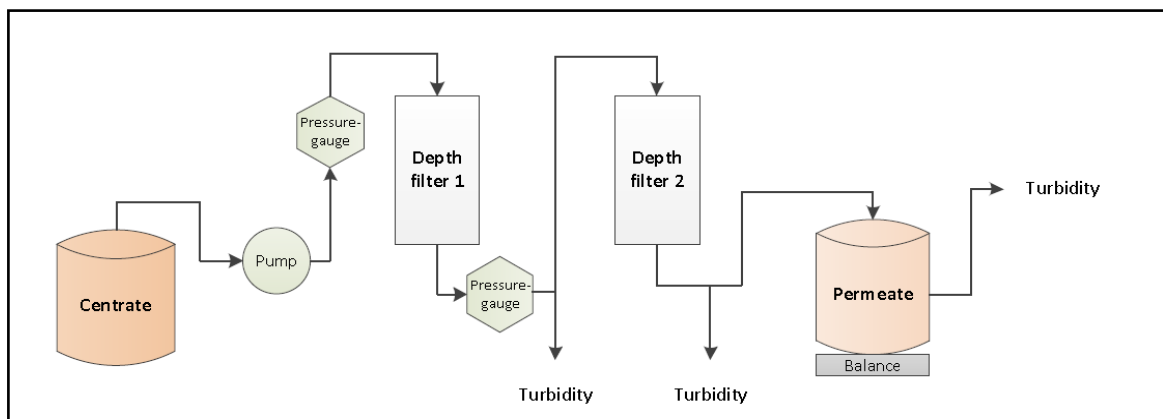 Pressure-
gauge
Depth
filter 1
Depth
filter 2
Turbidity
Pump
Pressure-
gauge
Centrate
Permeate
Balance
Turbidity
Turbidity